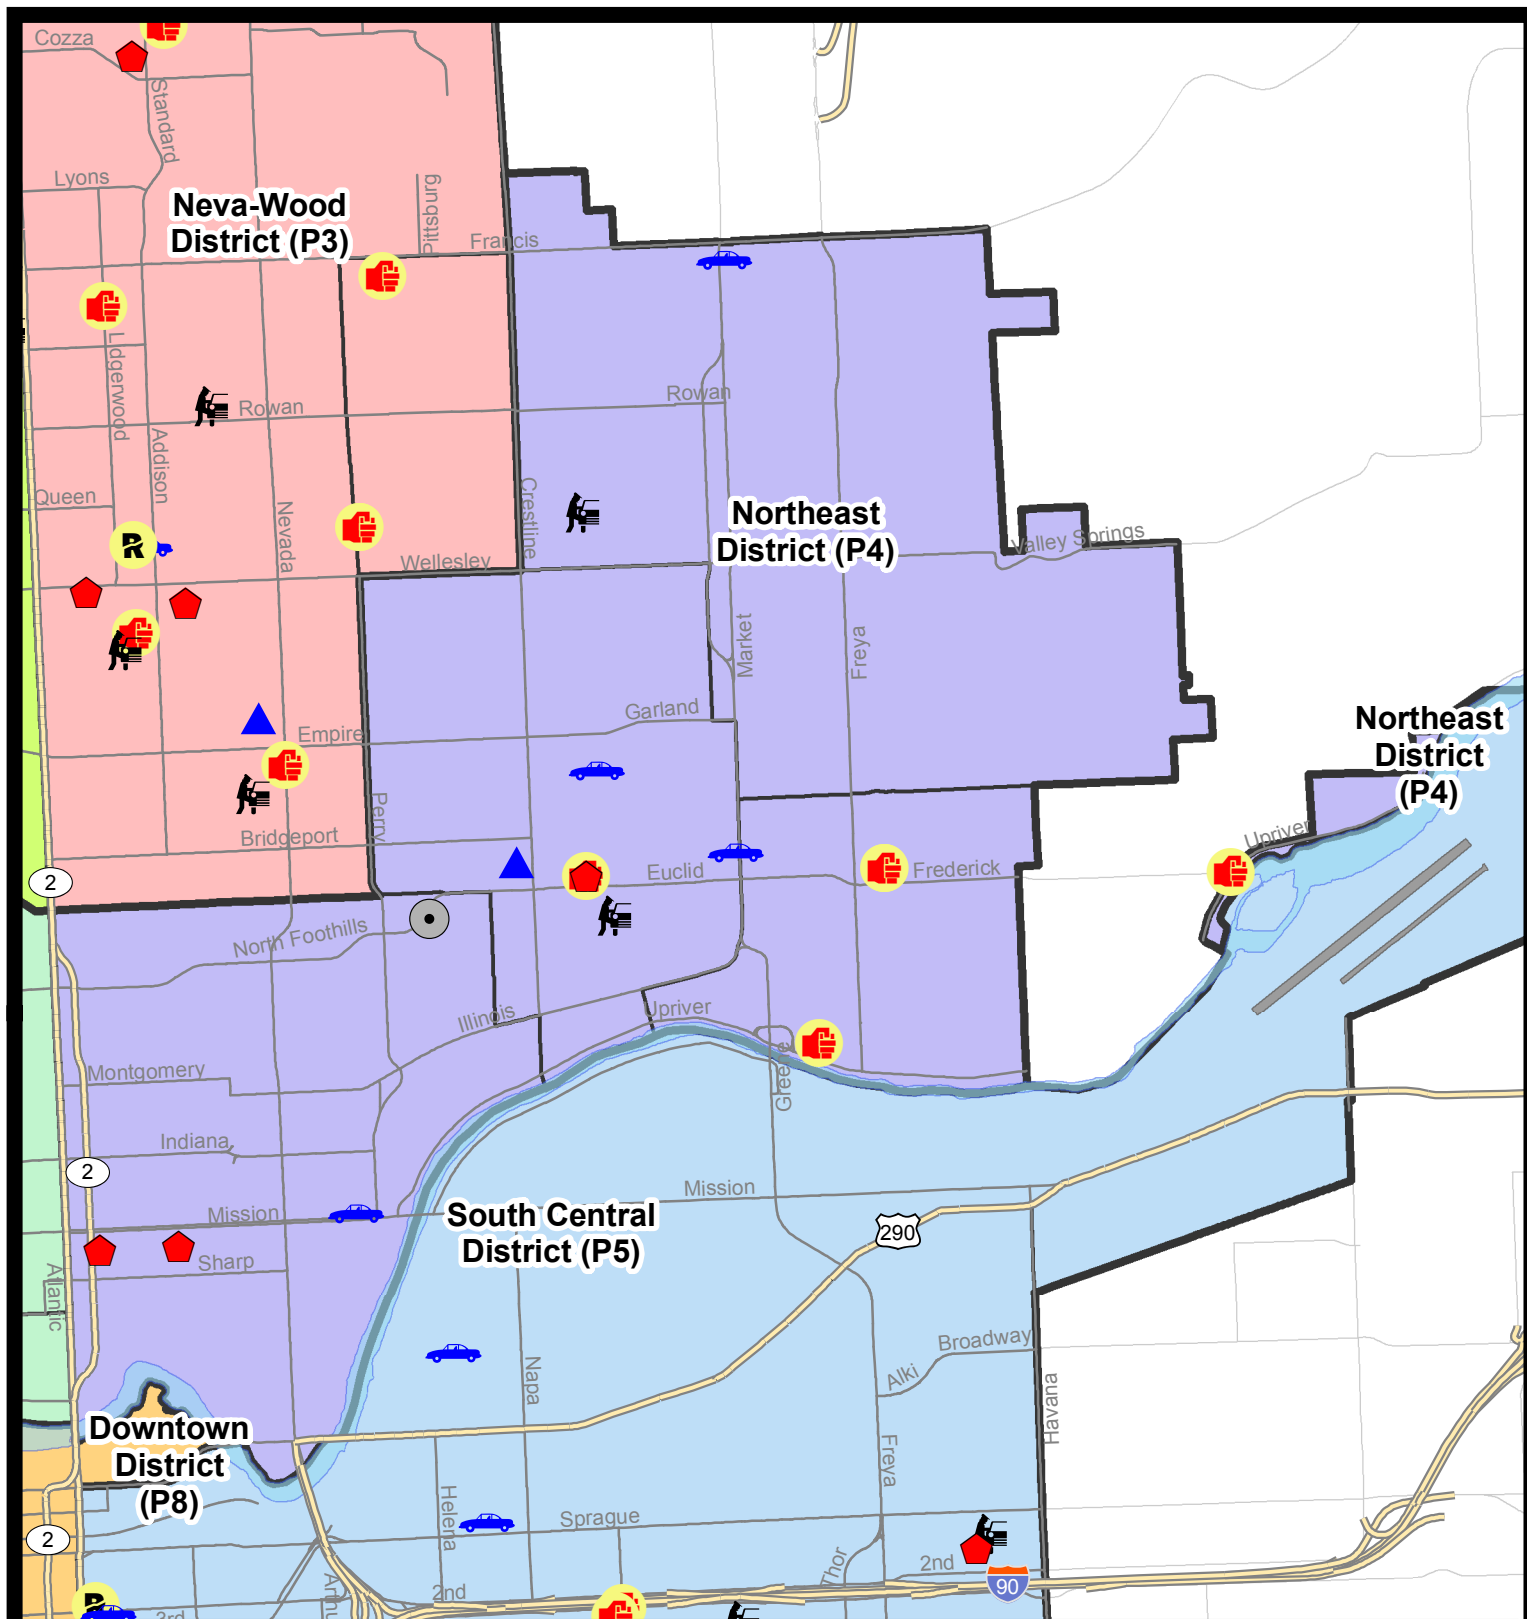 Cozza
Standard
Lyons
Neva-Wood
District (P3)
Pittsburg
Francis
Lidgerwood
Rowan
Rowan
Addison
Queen
Nevada
Crestline
Northeast
District (P4)
Valley Springs
Wellesley
Market
Freya
Garland
Empire
Northeast
District
(P4)
Perry
Bridgeport
Upriver
Euclid
Frederick
2
North Foothills
Illinois
Upriver
Greene
Montgomery
Indiana
2
Mission
Mission
South Central
District (P5)
290
Sharp
Atlantic
Broadway
Alki
Napa
Havana
Downtown
District
(P8)
Freya
Helena
Sprague
2
Thor
2nd
90
2nd
3rd
R
R